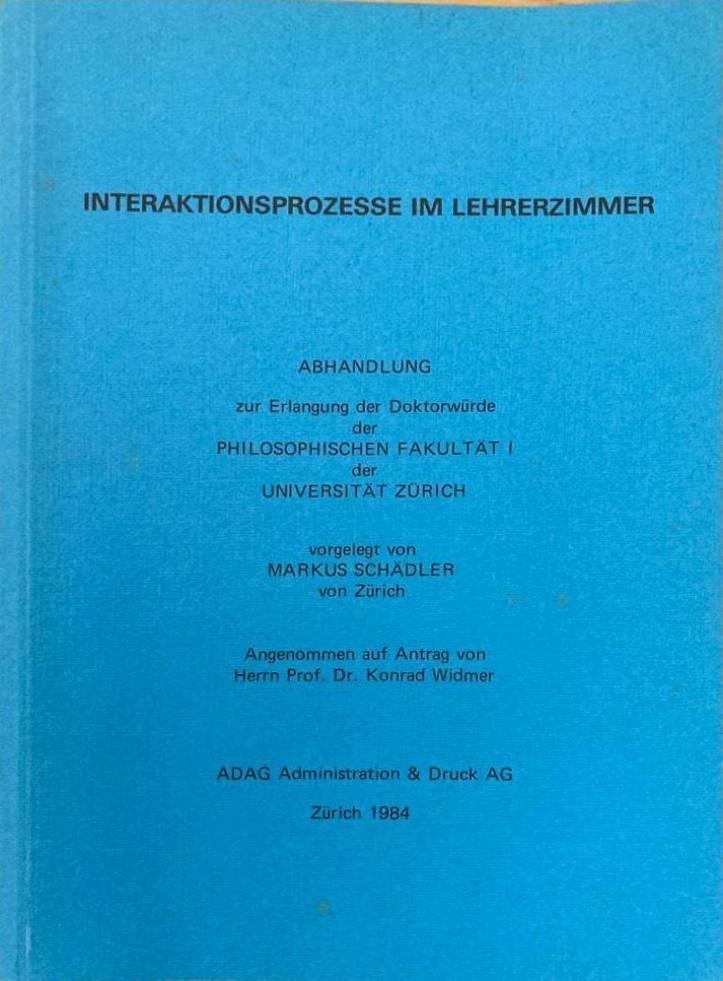 INTERAKTIONSPROZESSE IM LEHRERZIMMER
ABHANDLUNG
zur Erlangung der Doktorwürde
der
PHILOSOPHISCHEN FAKULTÄT I
der
UNIVERSITÄT ZÜRICH
vorgelegt von
MARKUS SCHÄDLER
von Zürich
Angenommen auf Antrag von
Herrn Prof. Dr. Konrad Widmer
ADAG Administration & Druck AG
Zürich 1984